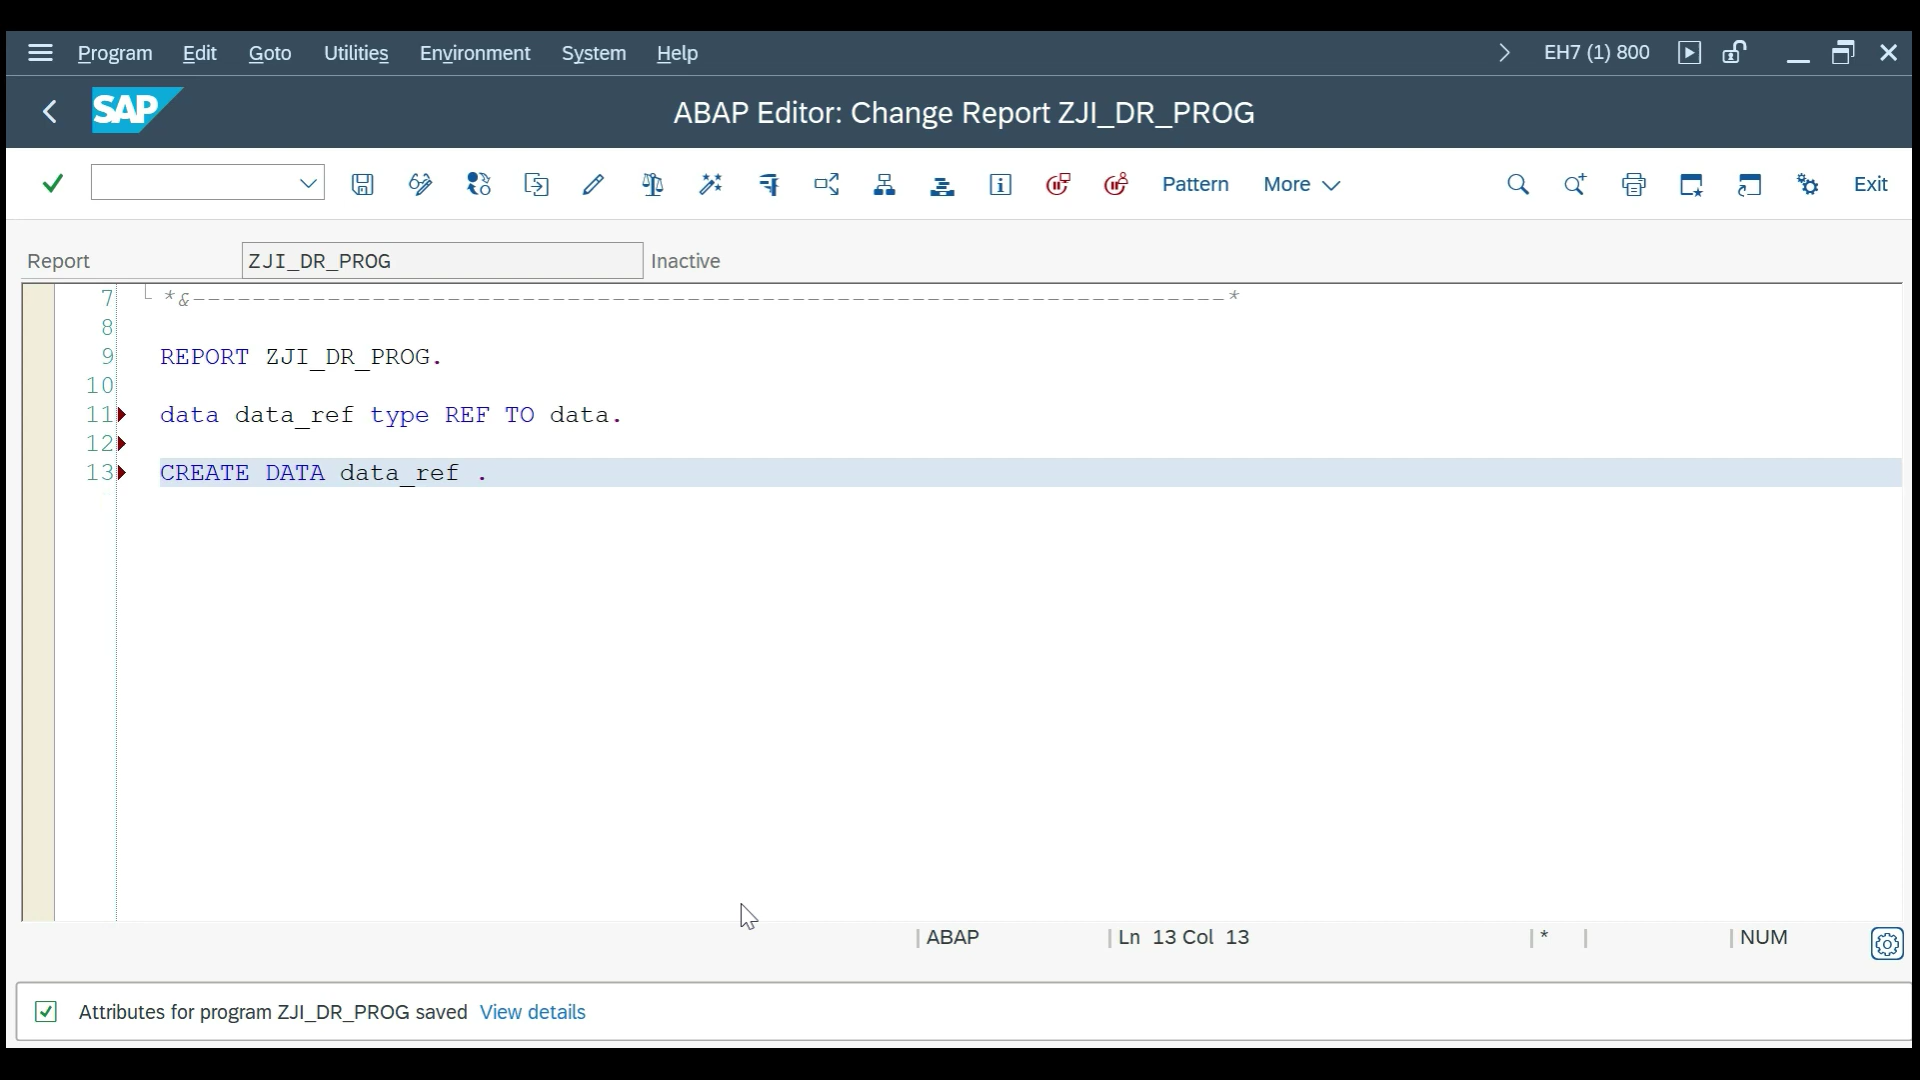 Program Edit Goto Utilities Environment System Help EH7 (1) 800
SAP ABAP Editor: Change Report ZJI_DR_PROG
Pattern More Exit
Report ZJI_DR_PROG Inactive
7 *&---------------------------------------------------------------------*
8
9 REPORT ZJI_DR_PROG.
10
11 data data_ref type REF TO data.
12
13 CREATE DATA data_ref .
| ABAP | Ln 13 Col 13 | * | | NUM
Attributes for program ZJI_DR_PROG saved View details